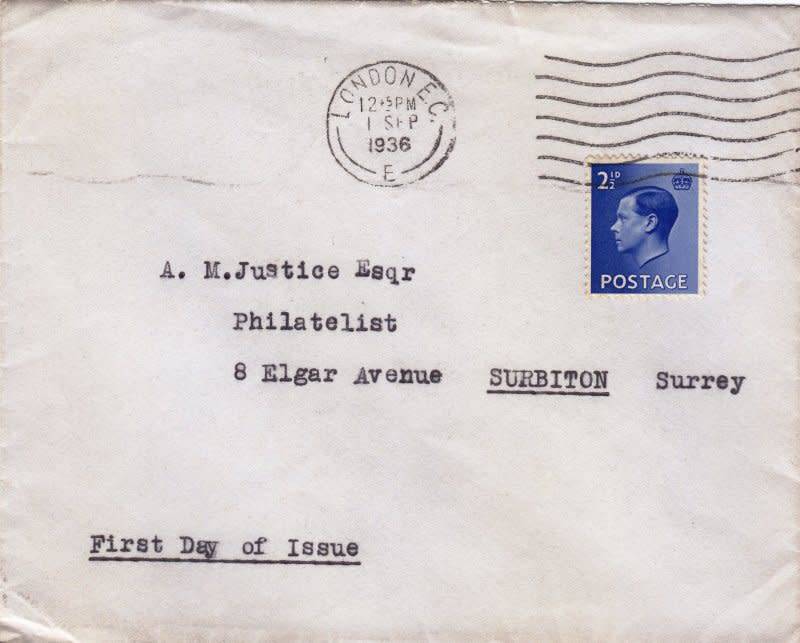 LONDON E.C.
12 15 PM
1 SEP
1936
E
2½D
POSTAGE
A. M.Justice Esqr
Philatelist
8 Elgar Avenue SURBITON Surrey
First Day of Issue